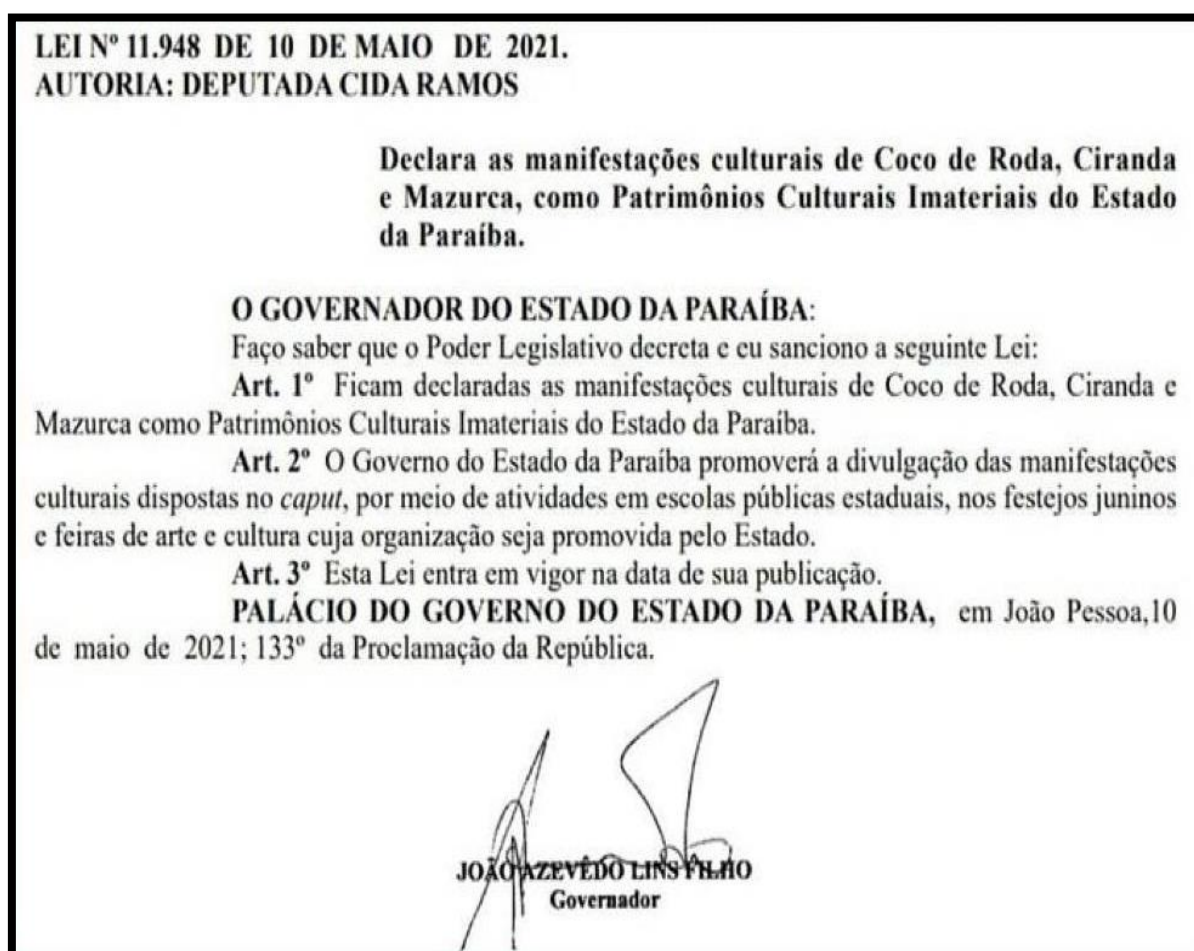 LEI Nº 11.948 DE 10 DE MAIO DE 2021.
AUTORIA: DEPUTADA CIDA RAMOS
Declara as manifestações culturais de Coco de Roda, Ciranda
e Mazurca, como Patrimônios Culturais Imateriais do Estado
da Paraíba.
O GOVERNADOR DO ESTADO DA PARAÍBA:
Faço saber que o Poder Legislativo decreta e eu sanciono a seguinte Lei:
Art. 1º Ficam declaradas as manifestações culturais de Coco de Roda, Ciranda e
Mazurca como Patrimônios Culturais Imateriais do Estado da Paraíba.
Art. 2º O Governo do Estado da Paraíba promoverá a divulgação das manifestações
culturais dispostas no caput, por meio de atividades em escolas públicas estaduais, nos festejos juninos
e feiras de arte e cultura cuja organização seja promovida pelo Estado.
Art. 3º Esta Lei entra em vigor na data de sua publicação.
PALÁCIO DO GOVERNO DO ESTADO DA PARAÍBA, em João Pessoa,10
de maio de 2021; 133º da Proclamação da República.
JOÃO AZEVÊDO LINS FILHO
Governador